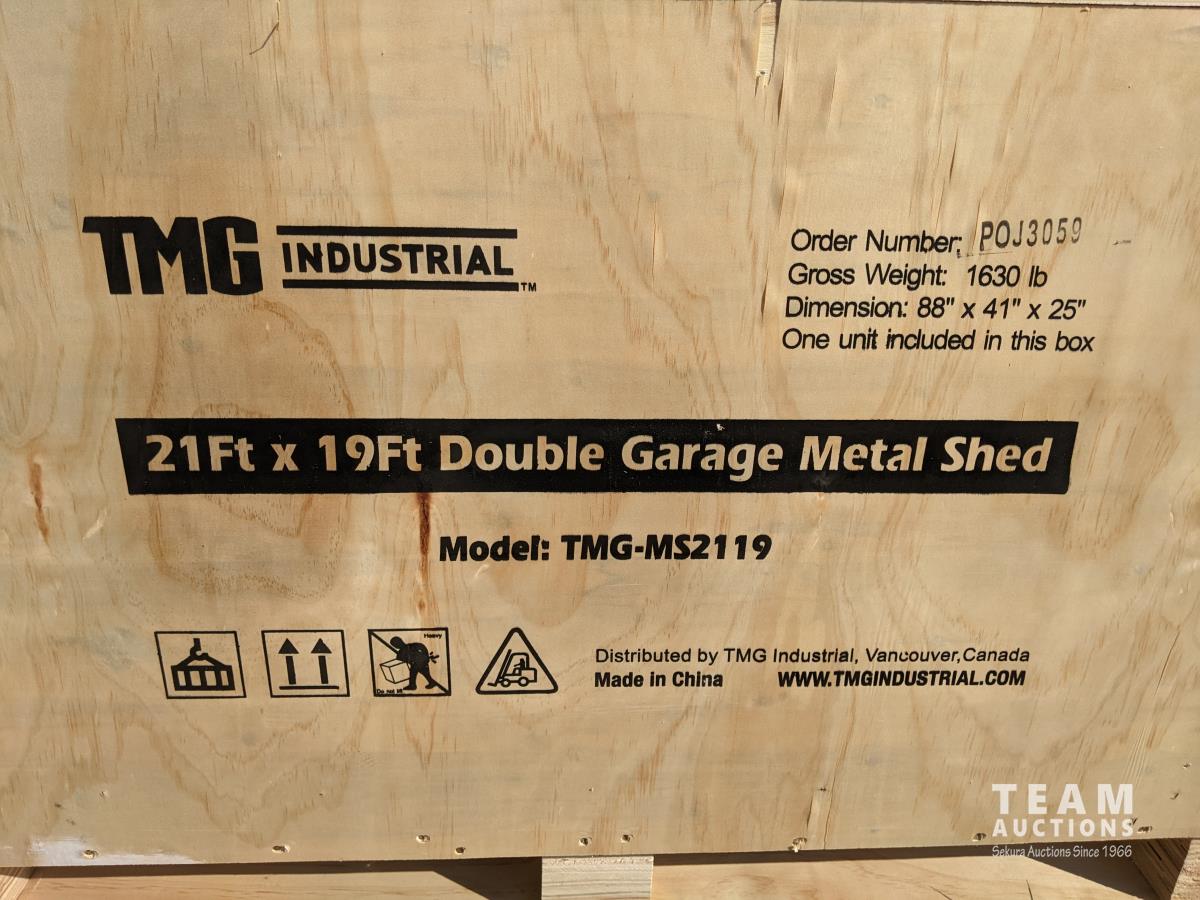 TMG INDUSTRIAL™
Order Number: POJ3059
Gross Weight: 1630 lb
Dimension: 88" x 41" x 25"
One unit included in this box
21Ft x 19Ft Double Garage Metal Shed
Model: TMG-MS2119
Heavy
Do not lift
Distributed by TMG Industrial, Vancouver,Canada
Made in China WWW.TMGINDUSTRIAL.COM
TEAM
AUCTIONS
Sekura Auctions Since 1966